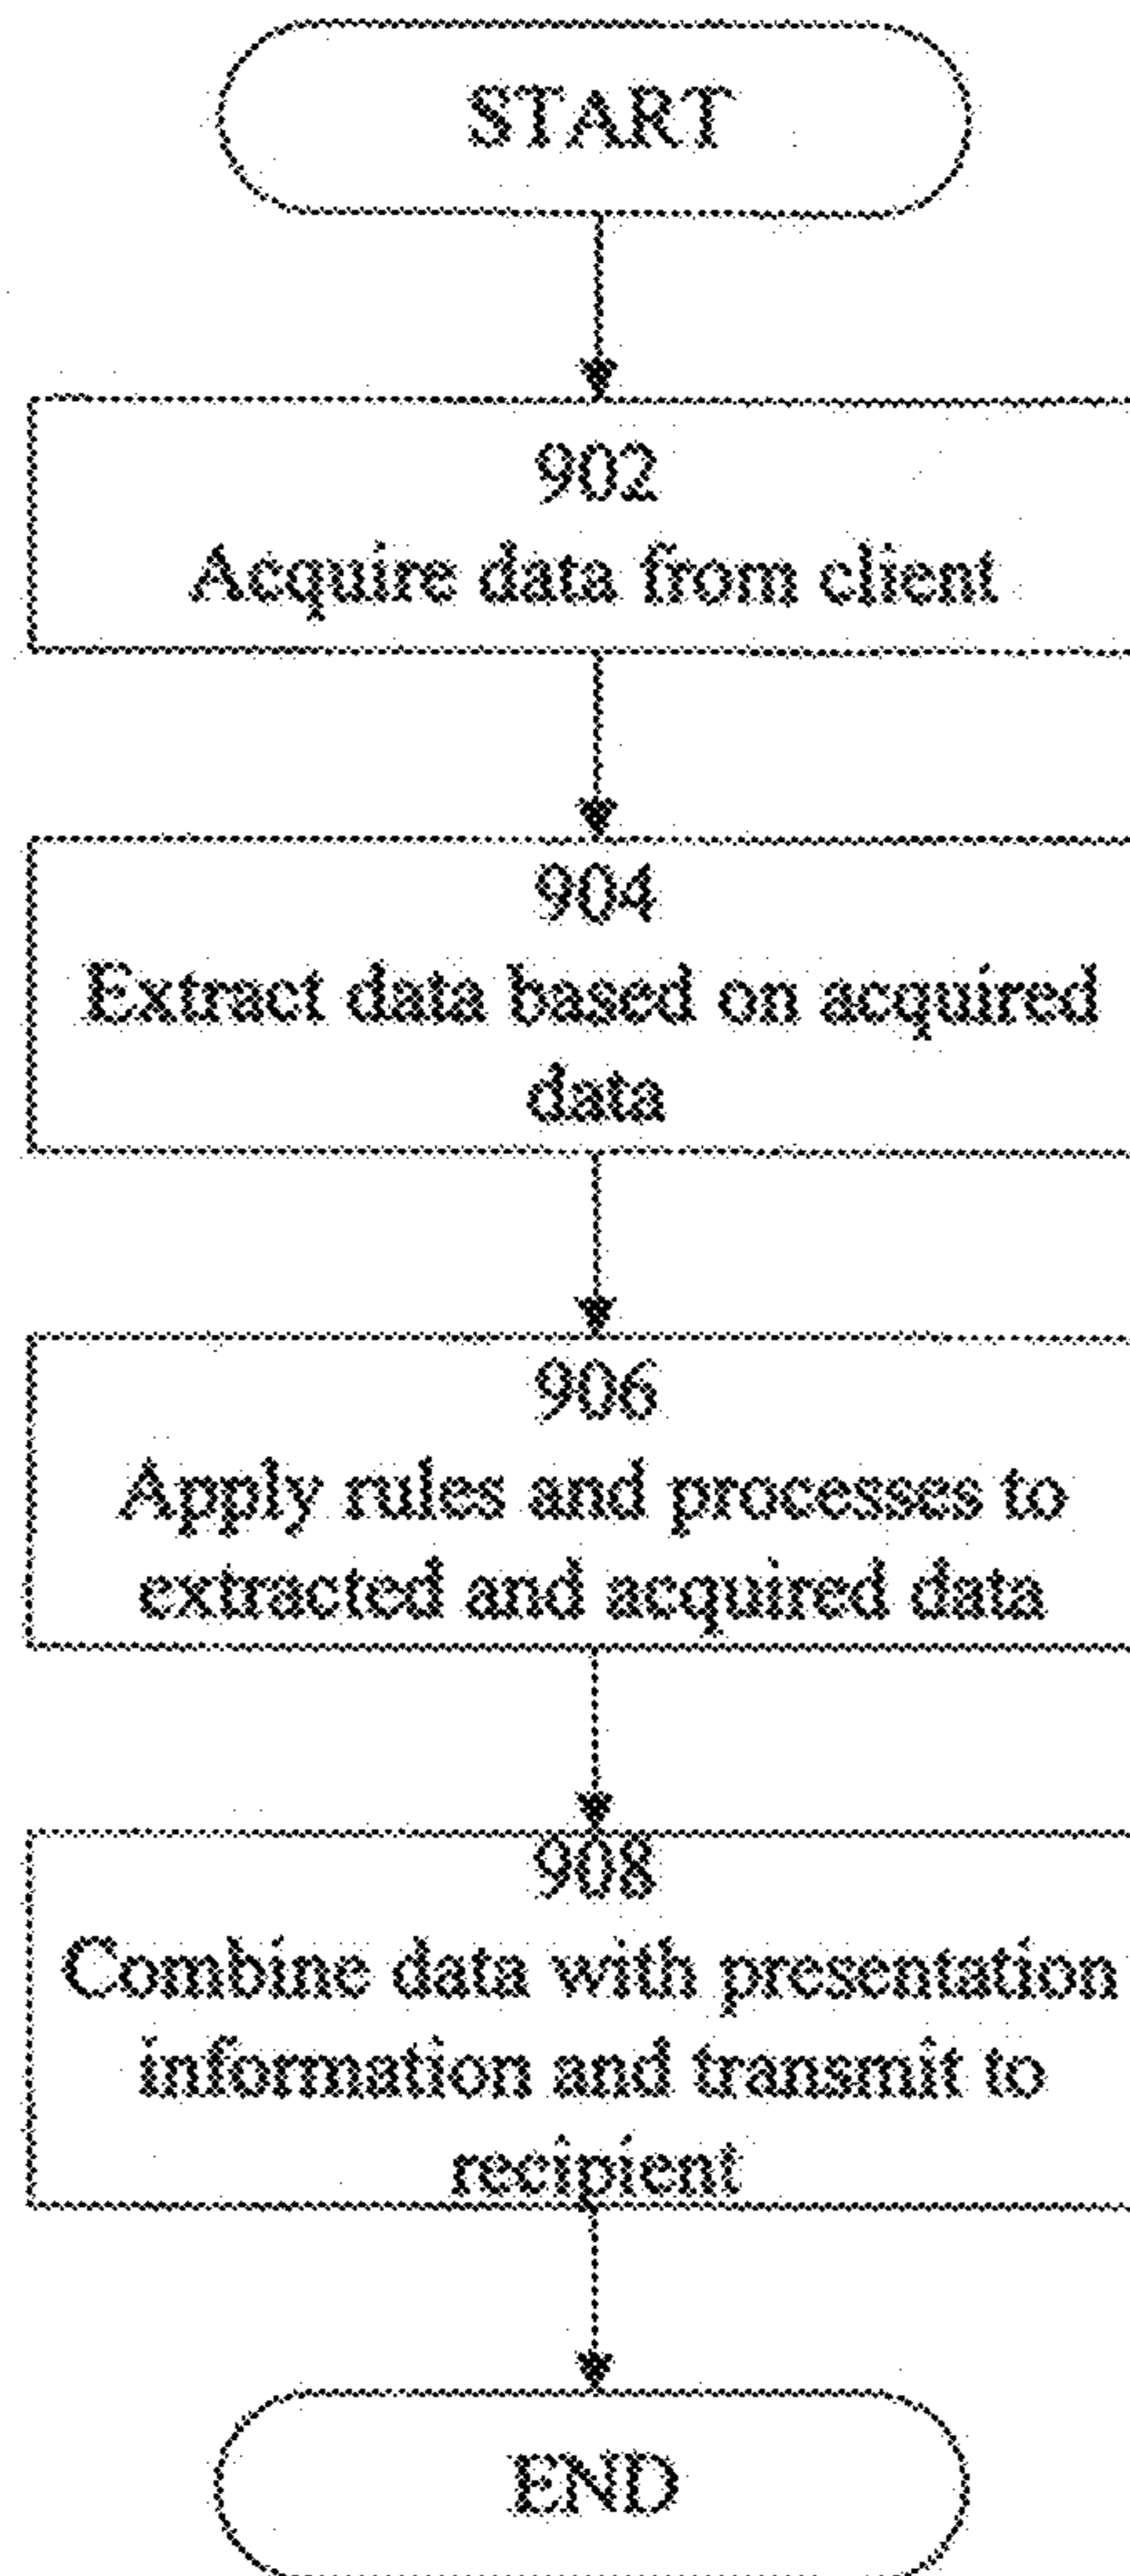 START
902
Acquire data from client
904
Extract data based on acquired
data
906
Apply rules and processes to
extracted and acquired data
908
Combine data with presentation
information and transmit to
recipient
END